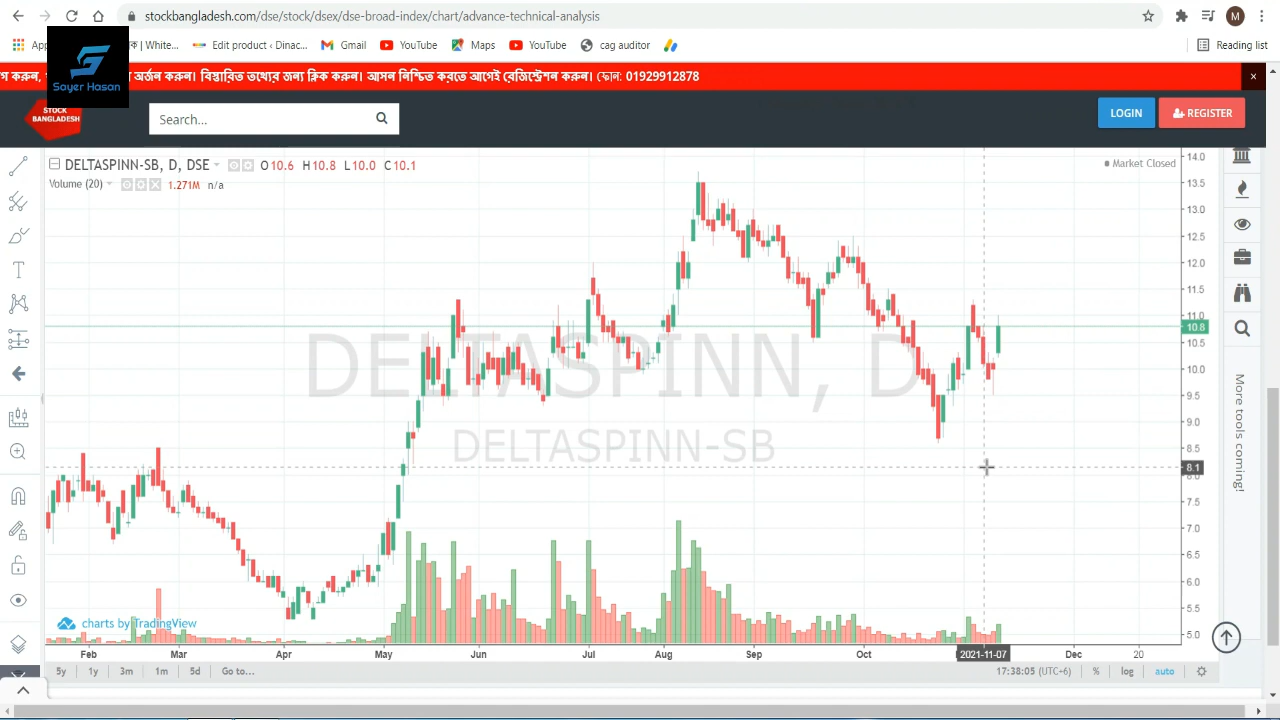 stockbangladesh.com/dse/stock/dsex/dse-broad-index/chart/advance-technical-analysis
M
White...
Edit product ‹ Dinac...
Gmail
YouTube
Maps
YouTube
cag auditor
Reading list
Sayer Hasan
অর্জন করুন। বিস্তারিত তথ্যের জন্য ক্লিক করুন। আসন নিশ্চিত করতে আগেই রেজিস্ট্রেশন করুন। ফোন: 01929912878
×
STOCK
BANGLADESH
Search...
LOGIN
REGISTER
DELTASPINN-SB, D, DSE
O 10.6 H 10.8 L 10.0 C 10.1
Market Closed
Volume (20)
1.271M n/a
14.0
13.5
13.0
12.5
12.0
11.5
11.0
10.8
10.5
10.0
9.5
9.0
8.5
8.1
8.0
7.5
7.0
6.5
6.0
5.5
5.0
DELTASPINN, D
DELTASPINN-SB
More tools coming!
charts by TradingView
Feb Mar Apr May Jun Jul Aug Sep Oct 2021-11-07 Dec 20
5y 1y 3m 1m 5d Go to...
17:38:05 (UTC+6) % log auto